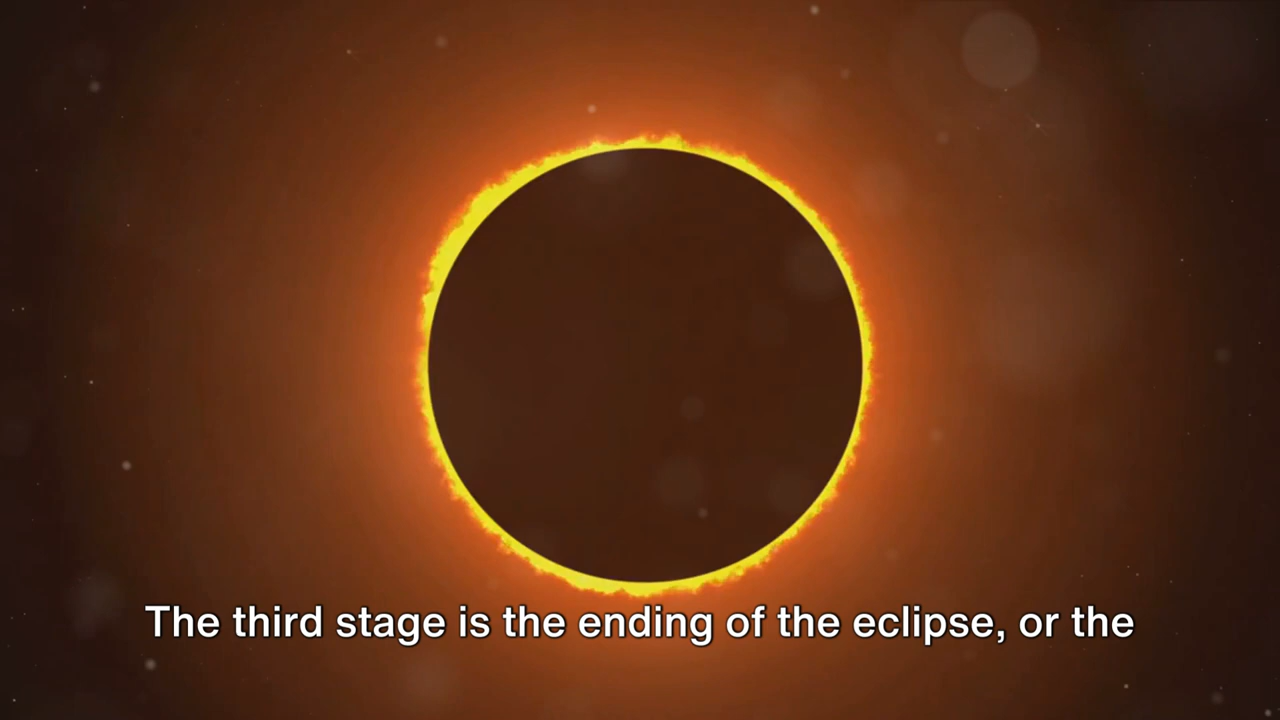 The third stage is the ending of the eclipse, or the